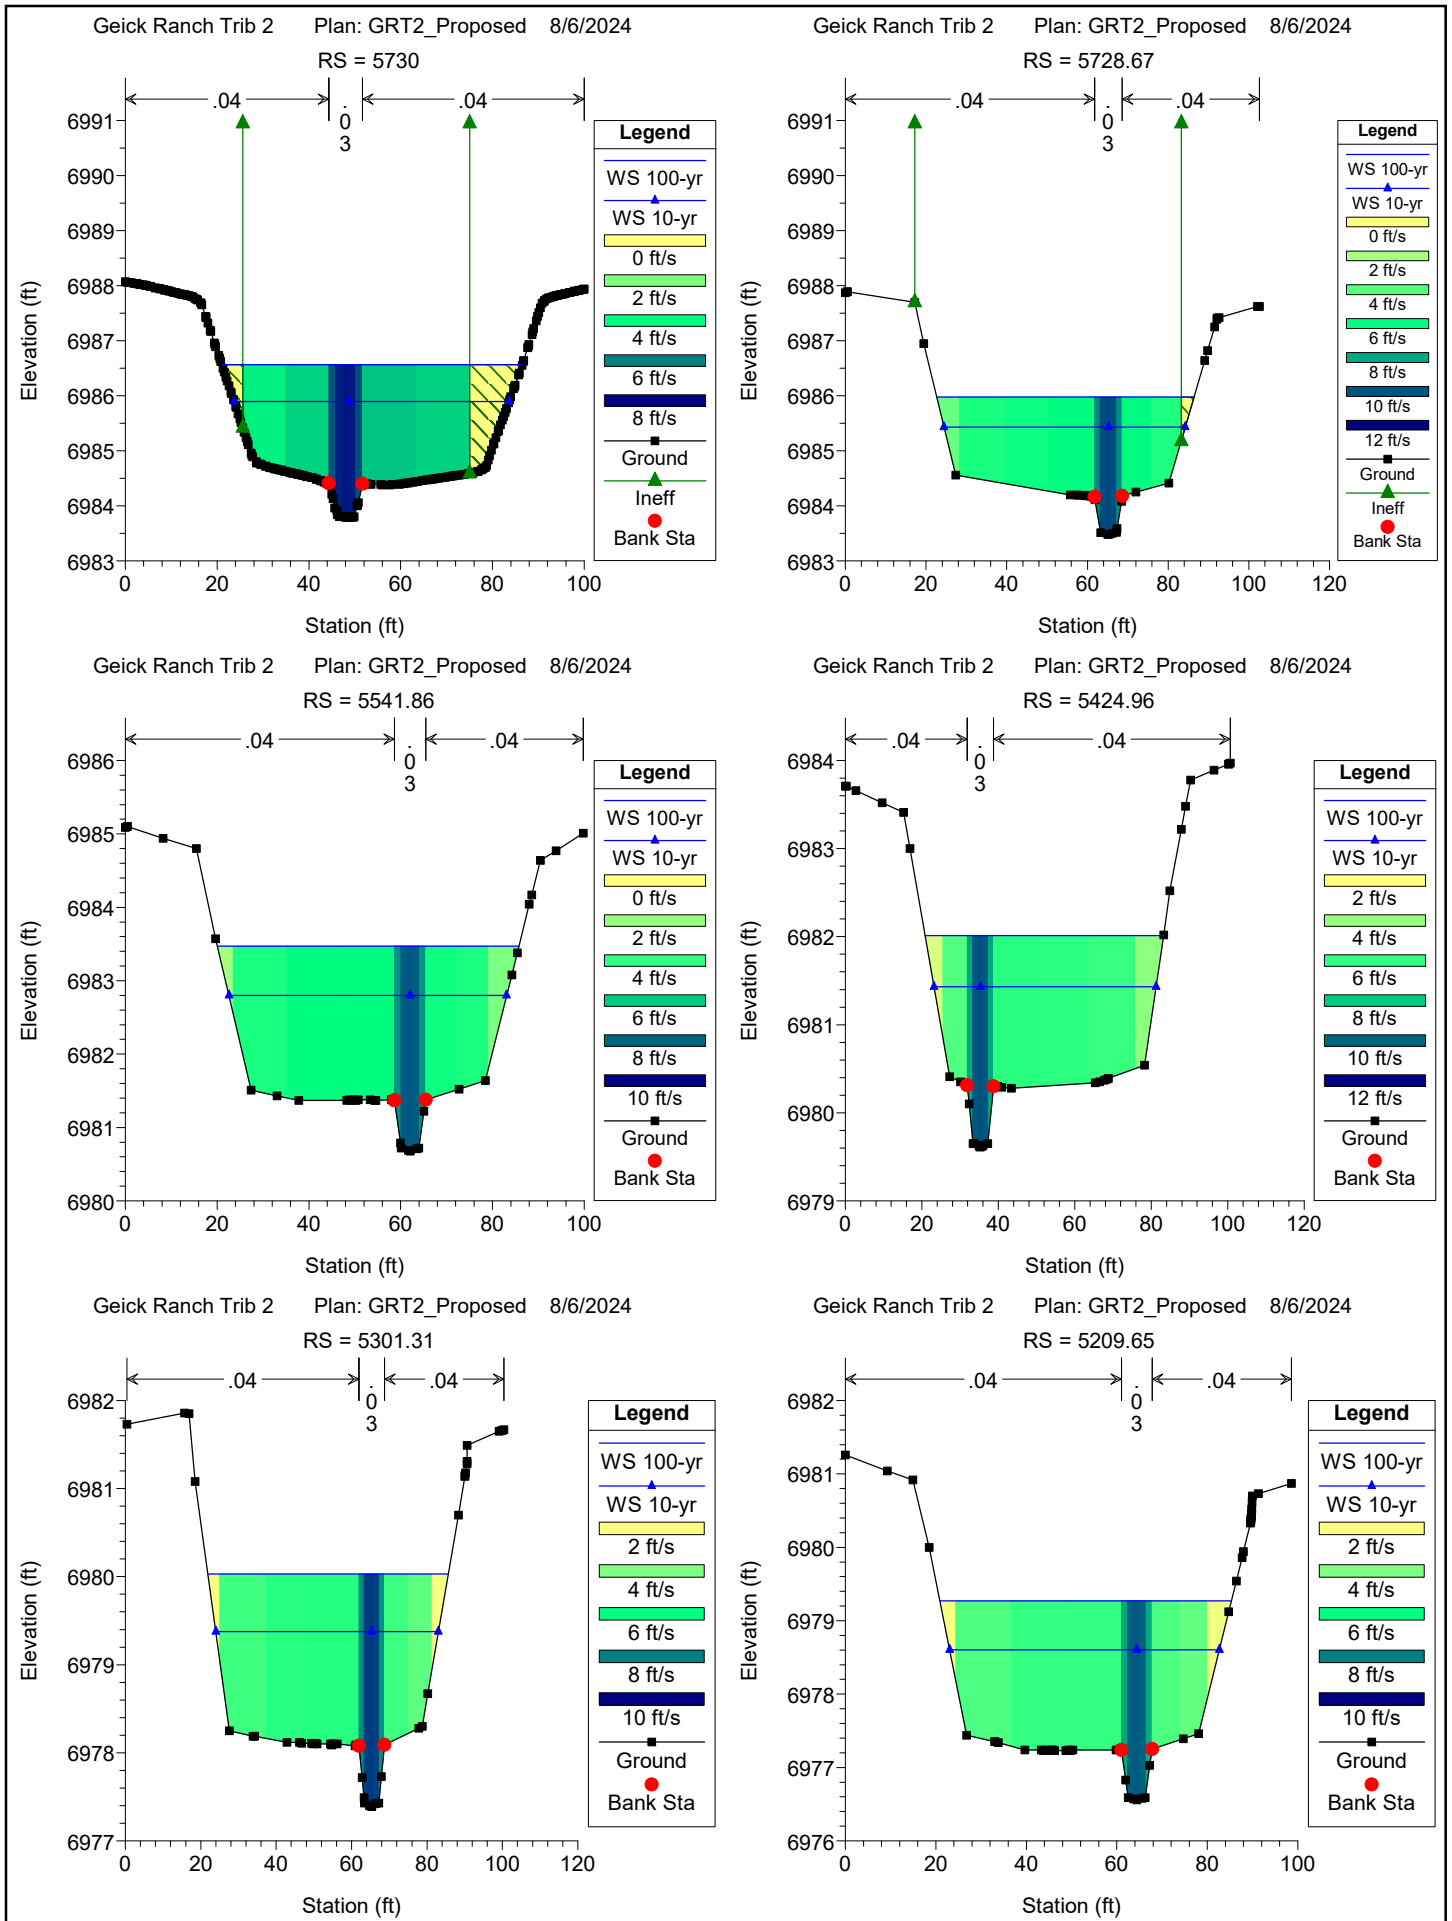 Geick Ranch Trib 2 Plan: GRT2_Proposed 8/6/2024
RS = 5730
.04 .03 .04
6991
6990
6989
6988
6987
6986
6985
6984
6983
Elevation (ft)
0 20 40 60 80 100
Station (ft)
Legend
WS 100-yr
WS 10-yr
0 ft/s
2 ft/s
4 ft/s
6 ft/s
8 ft/s
Ground
Ineff
Bank Sta
Geick Ranch Trib 2 Plan: GRT2_Proposed 8/6/2024
RS = 5728.67
.04 .03 .04
6991
6990
6989
6988
6987
6986
6985
6984
6983
Elevation (ft)
0 20 40 60 80 100 120
Station (ft)
Legend
WS 100-yr
WS 10-yr
0 ft/s
2 ft/s
4 ft/s
6 ft/s
8 ft/s
10 ft/s
12 ft/s
Ground
Ineff
Bank Sta
Geick Ranch Trib 2 Plan: GRT2_Proposed 8/6/2024
RS = 5541.86
.04 .03 .04
6986
6985
6984
6983
6982
6981
6980
Elevation (ft)
0 20 40 60 80 100
Station (ft)
Legend
WS 100-yr
WS 10-yr
0 ft/s
2 ft/s
4 ft/s
6 ft/s
8 ft/s
10 ft/s
Ground
Bank Sta
Geick Ranch Trib 2 Plan: GRT2_Proposed 8/6/2024
RS = 5424.96
.04 .03 .04
6984
6983
6982
6981
6980
6979
Elevation (ft)
0 20 40 60 80 100 120
Station (ft)
Legend
WS 100-yr
WS 10-yr
2 ft/s
4 ft/s
6 ft/s
8 ft/s
10 ft/s
12 ft/s
Ground
Bank Sta
Geick Ranch Trib 2 Plan: GRT2_Proposed 8/6/2024
RS = 5301.31
.04 .03 .04
6982
6981
6980
6979
6978
6977
Elevation (ft)
0 20 40 60 80 100 120
Station (ft)
Legend
WS 100-yr
WS 10-yr
2 ft/s
4 ft/s
6 ft/s
8 ft/s
10 ft/s
Ground
Bank Sta
Geick Ranch Trib 2 Plan: GRT2_Proposed 8/6/2024
RS = 5209.65
.04 .03 .04
6982
6981
6980
6979
6978
6977
6976
Elevation (ft)
0 20 40 60 80 100
Station (ft)
Legend
WS 100-yr
WS 10-yr
2 ft/s
4 ft/s
6 ft/s
8 ft/s
10 ft/s
Ground
Bank Sta